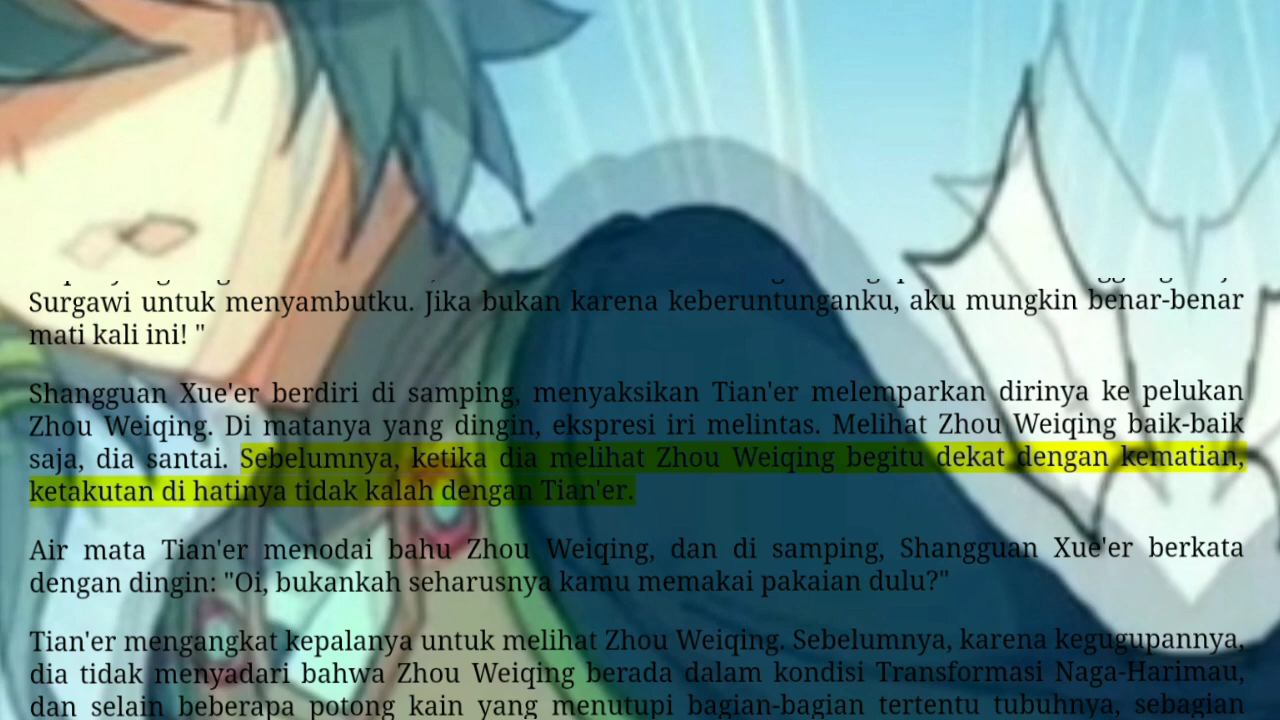 Surgawi untuk menyambutku. Jika bukan karena keberuntunganku, aku mungkin benar-benar
mati kali ini! "
Shangguan Xue'er berdiri di samping, menyaksikan Tian'er melemparkan dirinya ke pelukan
Zhou Weiqing. Di matanya yang dingin, ekspresi iri melintas. Melihat Zhou Weiqing baik-baik
saja, dia santai. Sebelumnya, ketika dia melihat Zhou Weiqing begitu dekat dengan kematian,
ketakutan di hatinya tidak kalah dengan Tian'er.
Air mata Tian'er menodai bahu Zhou Weiqing, dan di samping, Shangguan Xue'er berkata
dengan dingin: "Oi, bukankah seharusnya kamu memakai pakaian dulu?"
Tian'er mengangkat kepalanya untuk melihat Zhou Weiqing. Sebelumnya, karena kegugupannya,
dia tidak menyadari bahwa Zhou Weiqing berada dalam kondisi Transformasi Naga-Harimau,
dan selain beberapa potong kain yang menutupi bagian-bagian tertentu tubuhnya, sebagian